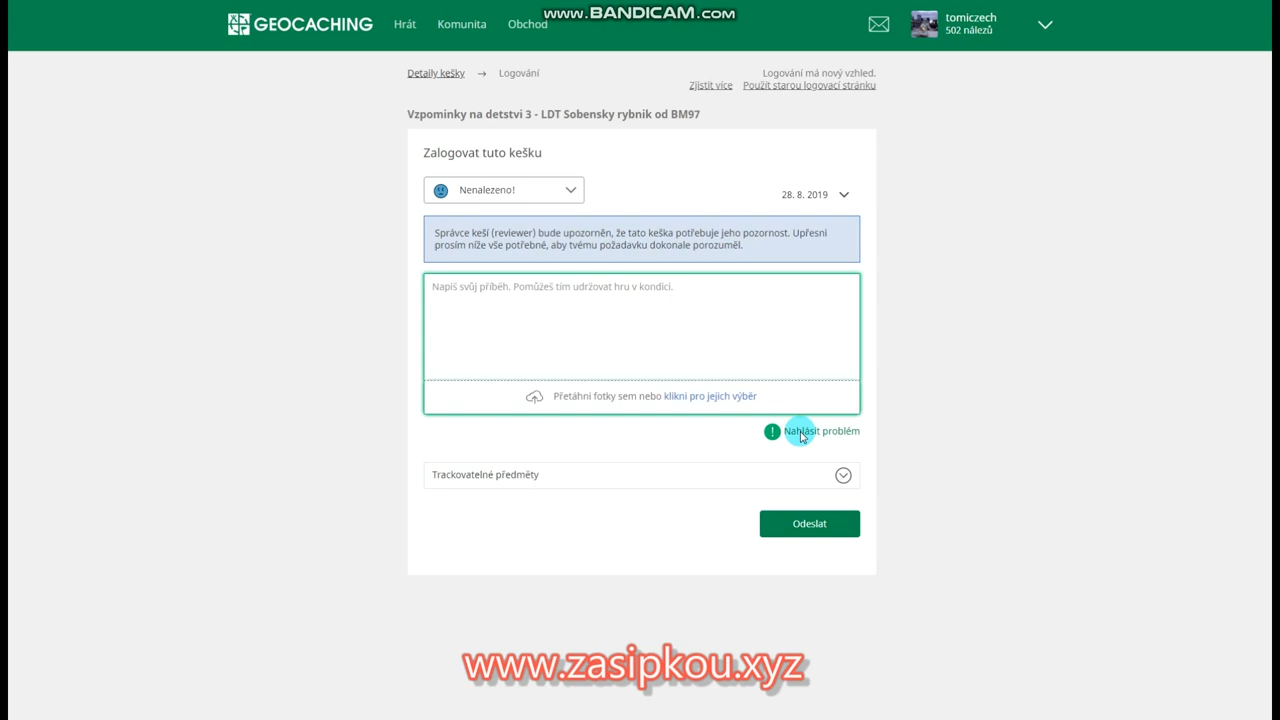 www.BANDICAM.com
GEOCACHING
Hrát
Komunita
Obchod
tomiczech
502 nálezů
Detaily kešky → Logování
Logování má nový vzhled.
Zjistit více
Použít starou logovací stránku
Vzpominky na detstvi 3 - LDT Sobensky rybnik od BM97
Zalogovat tuto kešku
Nenalezeno!
28. 8. 2019
Správce keší (reviewer) bude upozorněn, že tato keška potřebuje jeho pozornost. Upřesni
prosím níže vše potřebné, aby tvému požadavku dokonale porozuměl.
Napiš svůj příběh. Pomůžeš tím udržovat hru v kondici.
Přetáhni fotky sem nebo klikni pro jejich výběr
! Nahlásit problém
Trackovatelné předměty
Odeslat
www.zasipkou.xyz